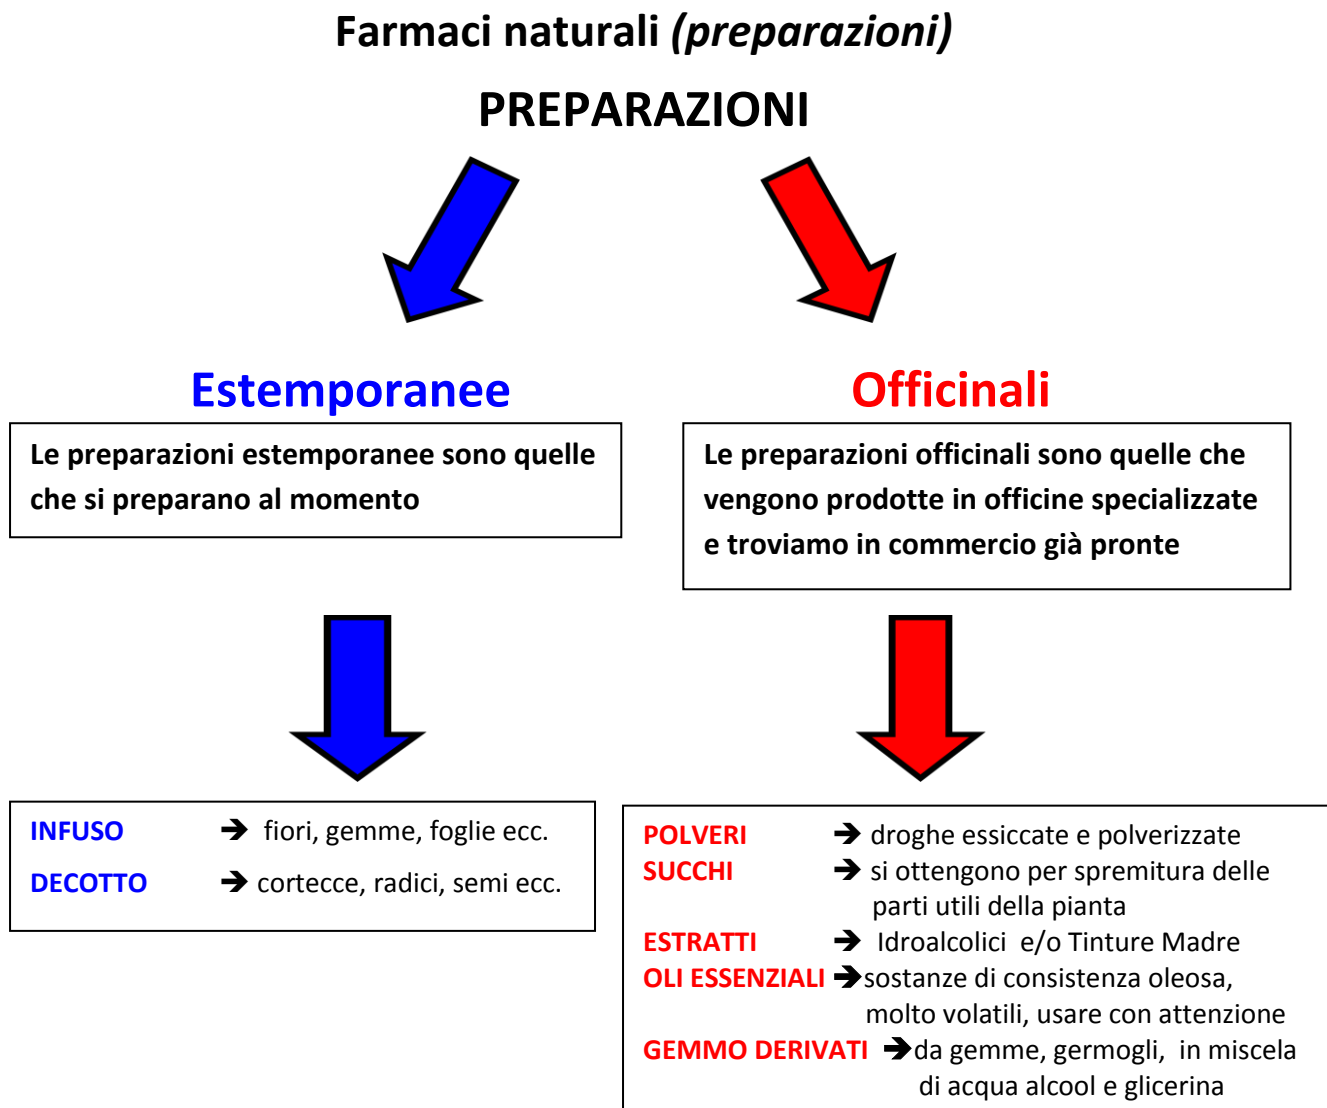 Farmaci naturali (preparazioni)
PREPARAZIONI
Estemporanee
Le preparazioni estemporanee sono quelle
che si preparano al momento
Officinali
Le preparazioni officinali sono quelle che
vengono prodotte in officine specializzate
e troviamo in commercio già pronte
INFUSO ➔ fiori, gemme, foglie ecc.
DECOTTO ➔ cortecce, radici, semi ecc.
POLVERI ➔ droghe essiccate e polverizzate
SUCCHI ➔ si ottengono per spremitura delle
parti utili della pianta
ESTRATTI ➔ Idroalcolici e/o Tinture Madre
OLI ESSENZIALI ➔ sostanze di consistenza oleosa,
molto volatili, usare con attenzione
GEMMO DERIVATI ➔ da gemme, germogli, in miscela
di acqua alcool e glicerina